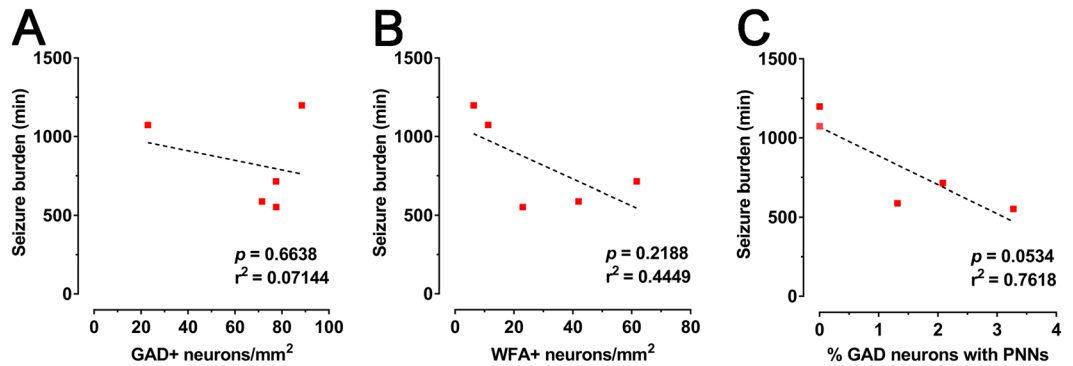 A
1500
1000
500
0
Seizure burden (min)
p = 0.6638
r² = 0.07144
0 20 40 60 80 100
GAD+ neurons/mm²
B
1500
1000
500
0
Seizure burden (min)
p = 0.2188
r² = 0.4449
0 20 40 60 80
WFA+ neurons/mm²
C
1500
1000
500
0
Seizure burden (min)
p = 0.0534
r² = 0.7618
0 1 2 3 4
% GAD neurons with PNNs